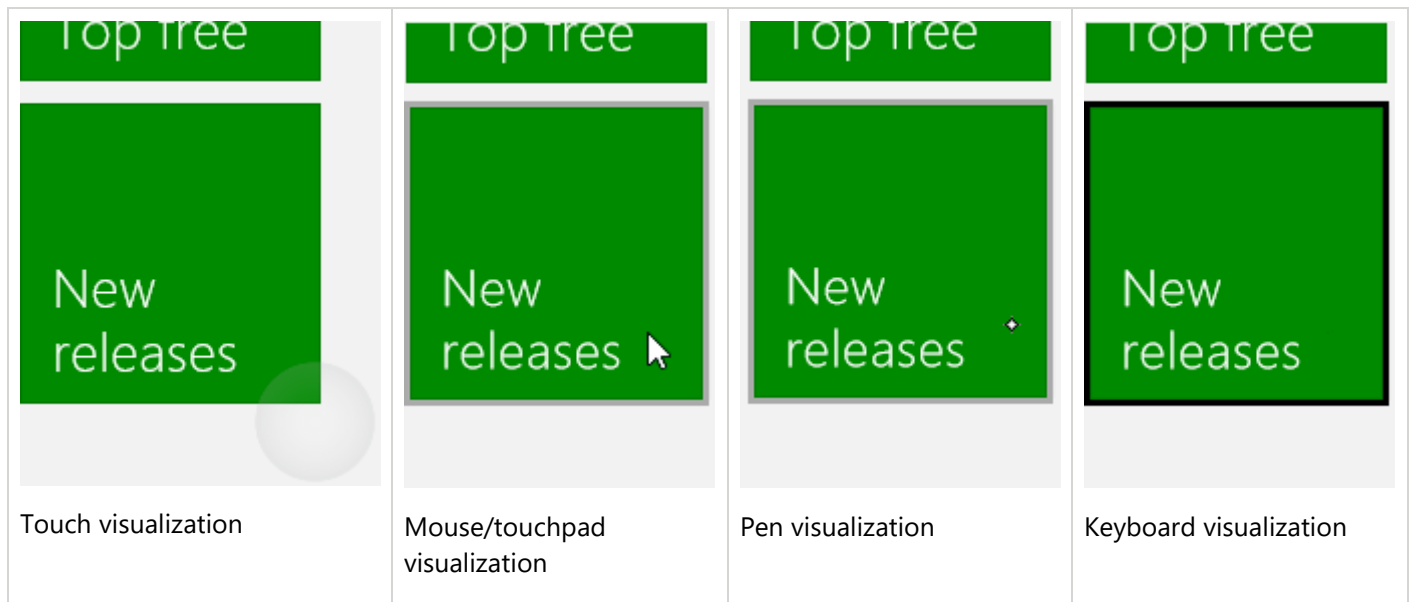 Top free
New
releases
Touch visualization
Top free
New
releases
Mouse/touchpad
visualization
Top free
New
releases
Pen visualization
Top free
New
releases
Keyboard visualization